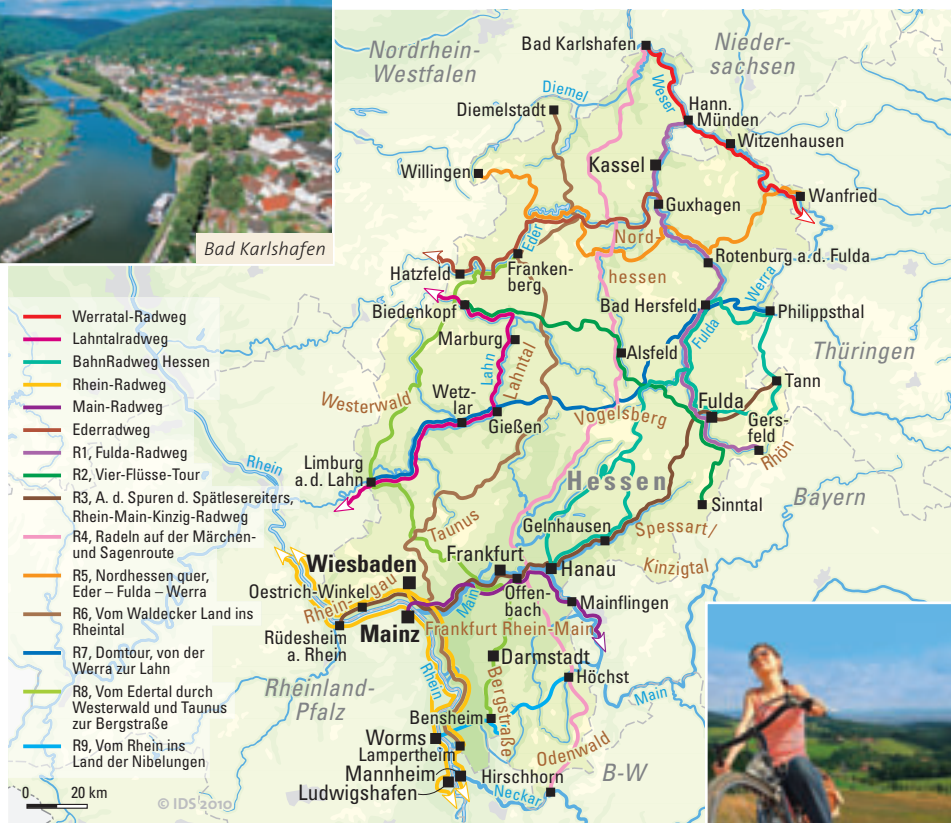 Bad Karlshafen
Nordrhein-
Westfalen
Nieder-
sachsen
Bad Karlshafen
Diemel
Weser
Diemelstadt
Hann.
Münden
Witzenhausen
Kassel
Willingen
Wanfried
Guxhagen
Eder
Nord-
hessen
Rotenburg a.d. Fulda
Hatzfeld
Franken-
berg
Werra
Biedenkopf
Bad Hersfeld
Philippsthal
Fulda
Marburg
Lahn
Lahntal
Alsfeld
Thüringen
Tann
Westerwald
Wetz-
lar
Gießen
Vogelsberg
Fulda
Gers-
feld
Rhön
Rhein
Limburg
a.d. Lahn
Hessen
Bayern
Sinntal
Taunus
Gelnhausen
Spessart/
Kinzigtal
Wiesbaden
Frankfurt
Hanau
Oestrich-Winkel
Rhein-
gau
Main
Offen-
bach
Mainflingen
Mainz
Frankfurt Rhein-Main
Rüdesheim
a. Rhein
Darmstadt
Rhein
Höchst
Main
Rheinland-
Pfalz
Bergstraße
Bensheim
Worms
Lampertheim
Odenwald
Mannheim
Hirschhorn
B-W
Ludwigshafen
Neckar
Werratal-Radweg
Lahntalradweg
BahnRadweg Hessen
Rhein-Radweg
Main-Radweg
Ederradweg
R1, Fulda-Radweg
R2, Vier-Flüsse-Tour
R3, A. d. Spuren d. Spätlesereiters,
Rhein-Main-Kinzig-Radweg
R4, Radeln auf der Märchen-
und Sagenroute
R5, Nordhessen quer,
Eder – Fulda – Werra
R6, Vom Waldecker Land ins
Rheintal
R7, Domtour, von der
Werra zur Lahn
R8, Vom Edertal durch
Westerwald und Taunus
zur Bergstraße
R9, Vom Rhein ins
Land der Nibelungen
0 20 km
© IDS 2010